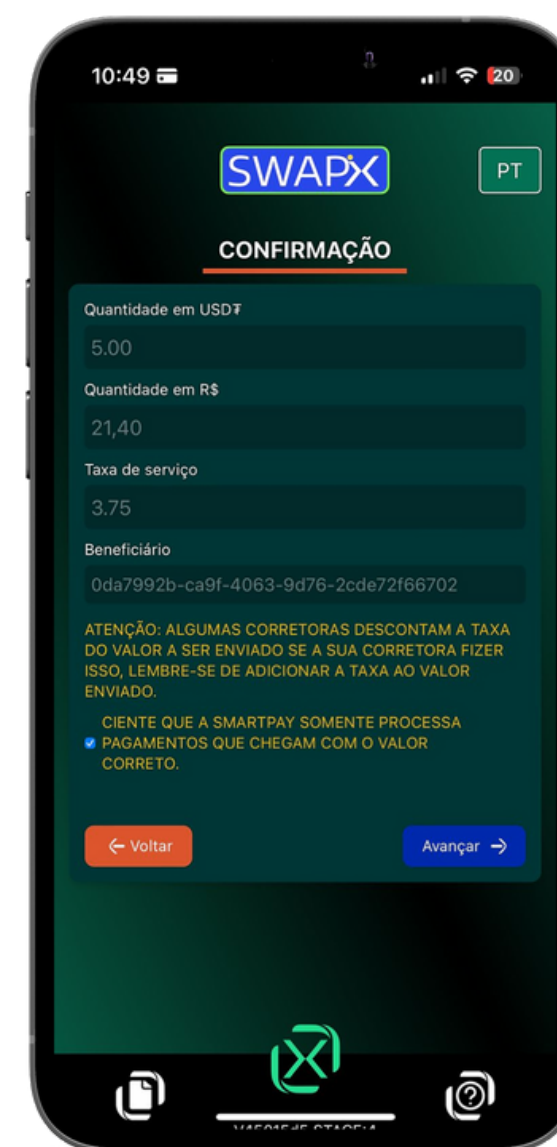 10:49
20
SWAPX
PT
CONFIRMAÇÃO
Quantidade em USD₮
5.00
Quantidade em R$
21,40
Taxa de serviço
3.75
Beneficiário
0da7992b-ca9f-4063-9d76-2cde72f66702
ATENÇÃO: ALGUMAS CORRETORAS DESCONTAM A TAXA
DO VALOR A SER ENVIADO SE A SUA CORRETORA FIZER
ISSO, LEMBRE-SE DE ADICIONAR A TAXA AO VALOR
ENVIADO.
CIENTE QUE A SMARTPAY SOMENTE PROCESSA
PAGAMENTOS QUE CHEGAM COM O VALOR
CORRETO.
Voltar
Avançar